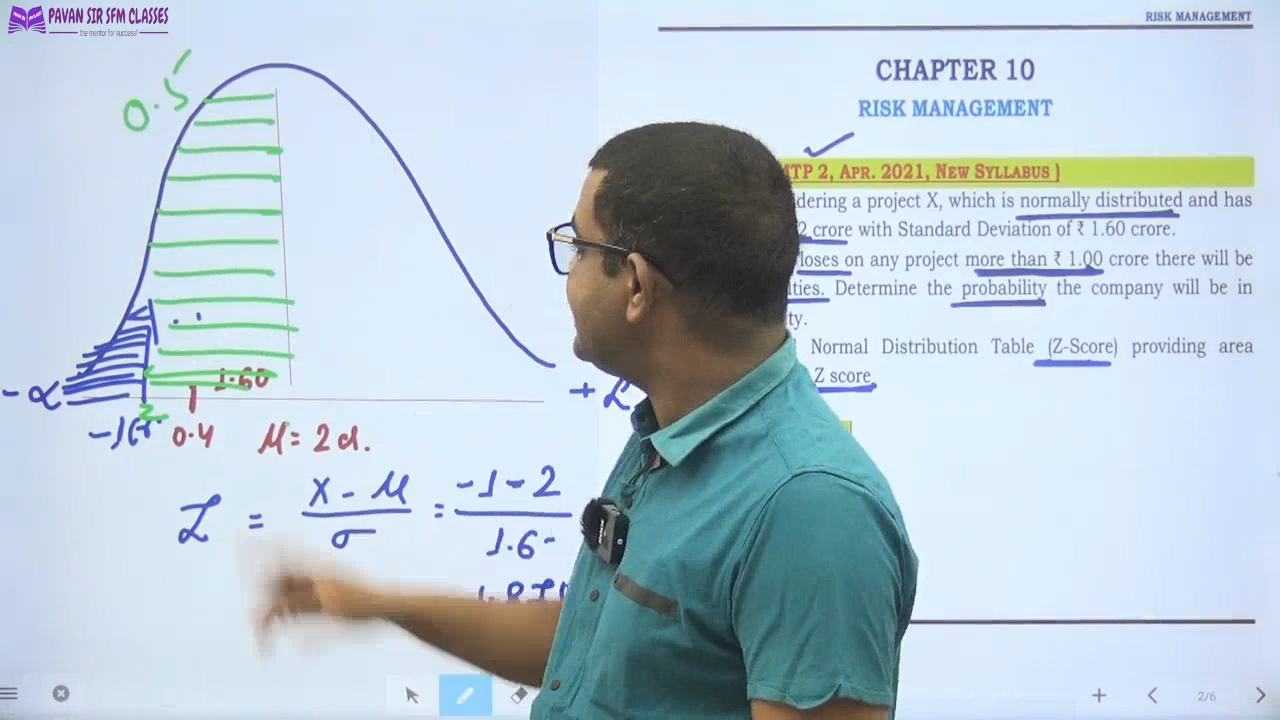 PAVAN SIR SFM CLASSES
the mentor for success!
RISK MANAGEMENT
CHAPTER 10
RISK MANAGEMENT
MTP 2, APR. 2021, NEW SYLLABUS )
dering a project X, which is normally distributed and has
2 crore with Standard Deviation of ₹ 1.60 crore.
loses on any project more than ₹ 1.00 crore there will be
ties. Determine the probability the company will be in
ty.
Normal Distribution Table (Z-Score) providing area
Z score
0.5
1.60
- α
+ α
0.4
μ = 2 cr.
Z = X - μ / σ = -1 - 2 / 1.6
2/6